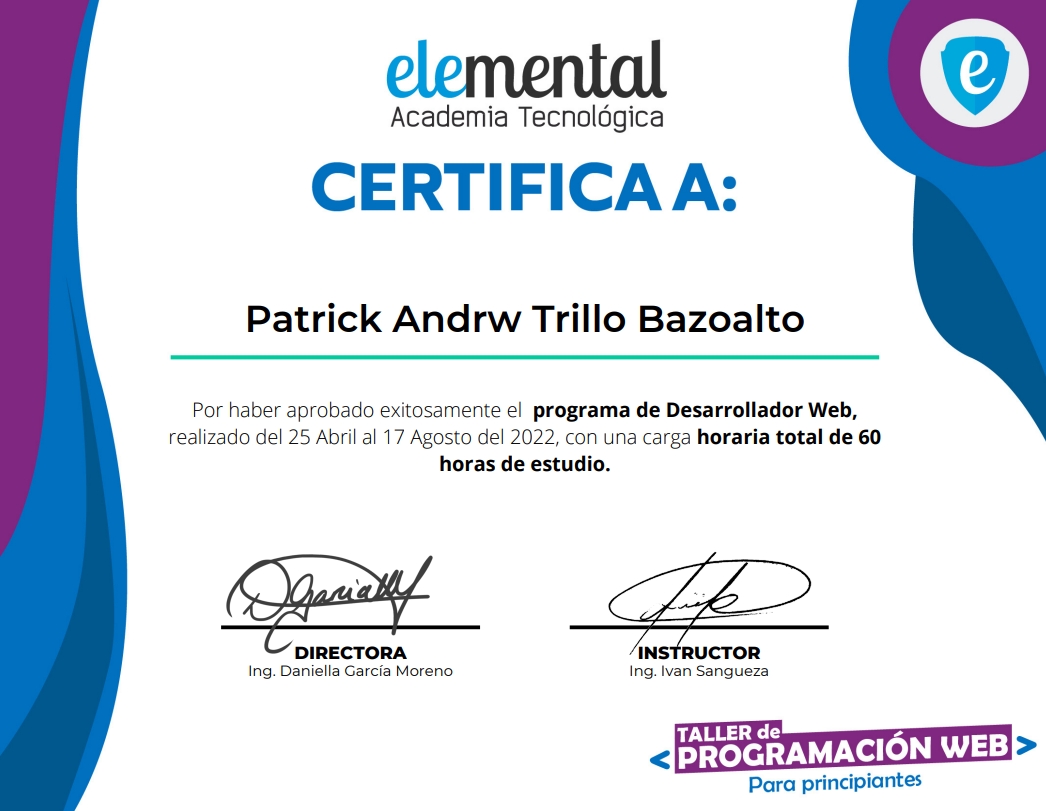 elemental
Academia Tecnológica
CERTIFICA A:
e
Patrick Andrw Trillo Bazoalto
Por haber aprobado exitosamente el programa de Desarrollador Web,
realizado del 25 Abril al 17 Agosto del 2022, con una carga horaria total de 60
horas de estudio.
DIRECTORA
Ing. Daniella García Moreno
INSTRUCTOR
Ing. Ivan Sangueza
TALLER de
<PROGRAMACIÓN WEB>
Para principiantes